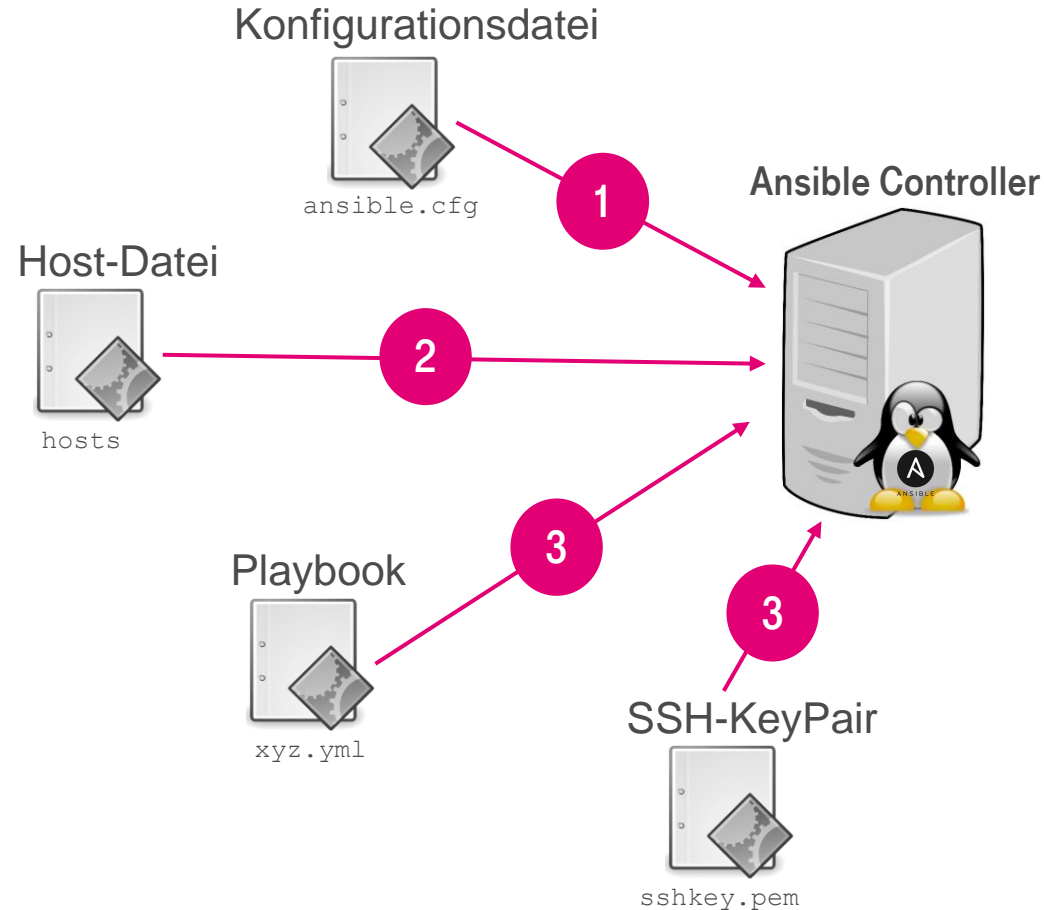 Konfigurationsdatei
ansible.cfg
1
Ansible Controller
Host-Datei
hosts
2
ANSIBLE
3
Playbook
xyz.yml
3
SSH-KeyPair
sshkey.pem